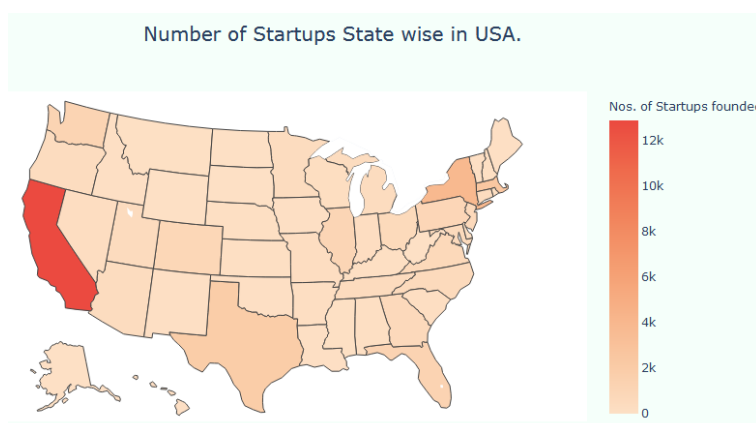 Number of Startups State wise in USA.
Nos. of Startups founded
12k
10k
8k
6k
4k
2k
0